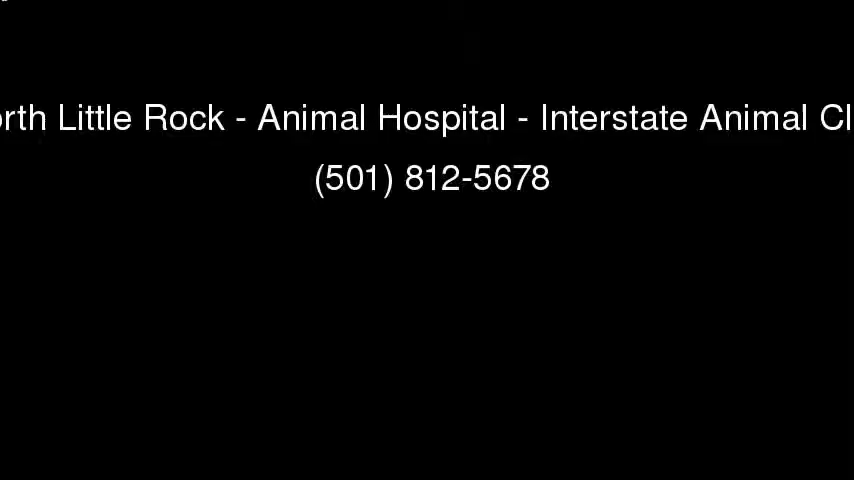 orth Little Rock - Animal Hospital - Interstate Animal Cl
(501) 812-5678